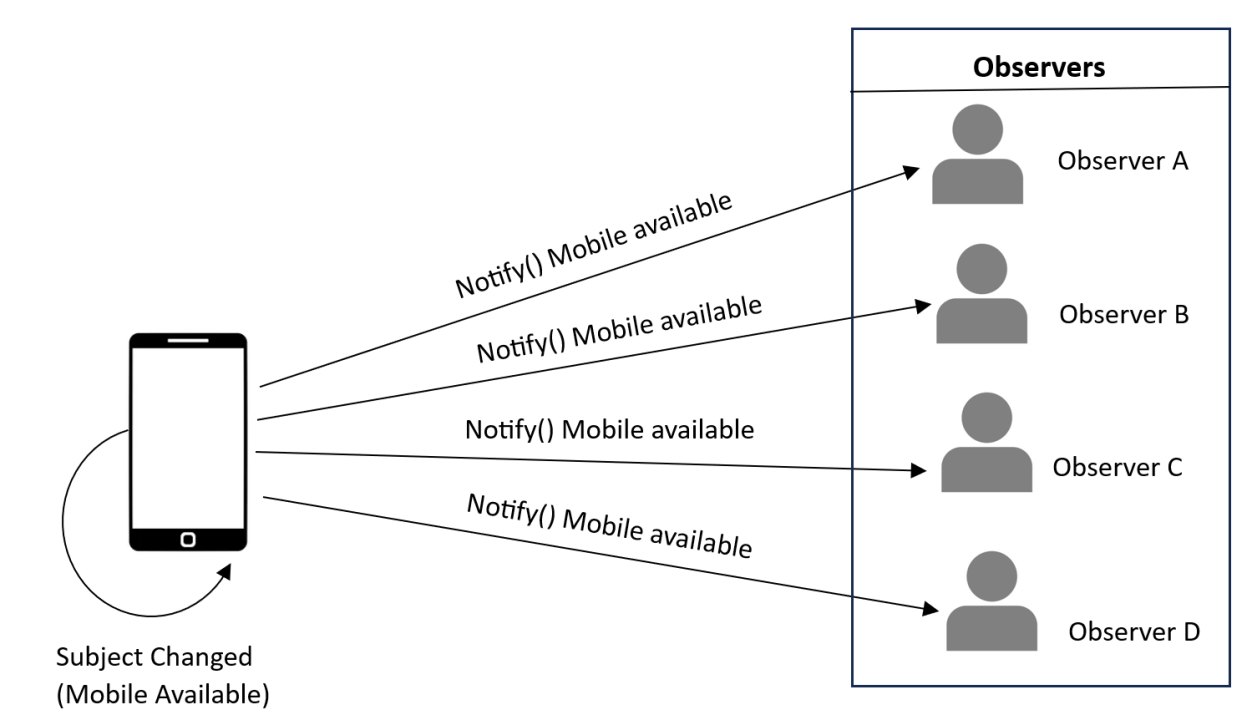 Observers
Observer A
Notify() Mobile available
Observer B
Notify() Mobile available
Notify() Mobile available
Observer C
Notify() Mobile available
Observer D
Subject Changed
(Mobile Available)